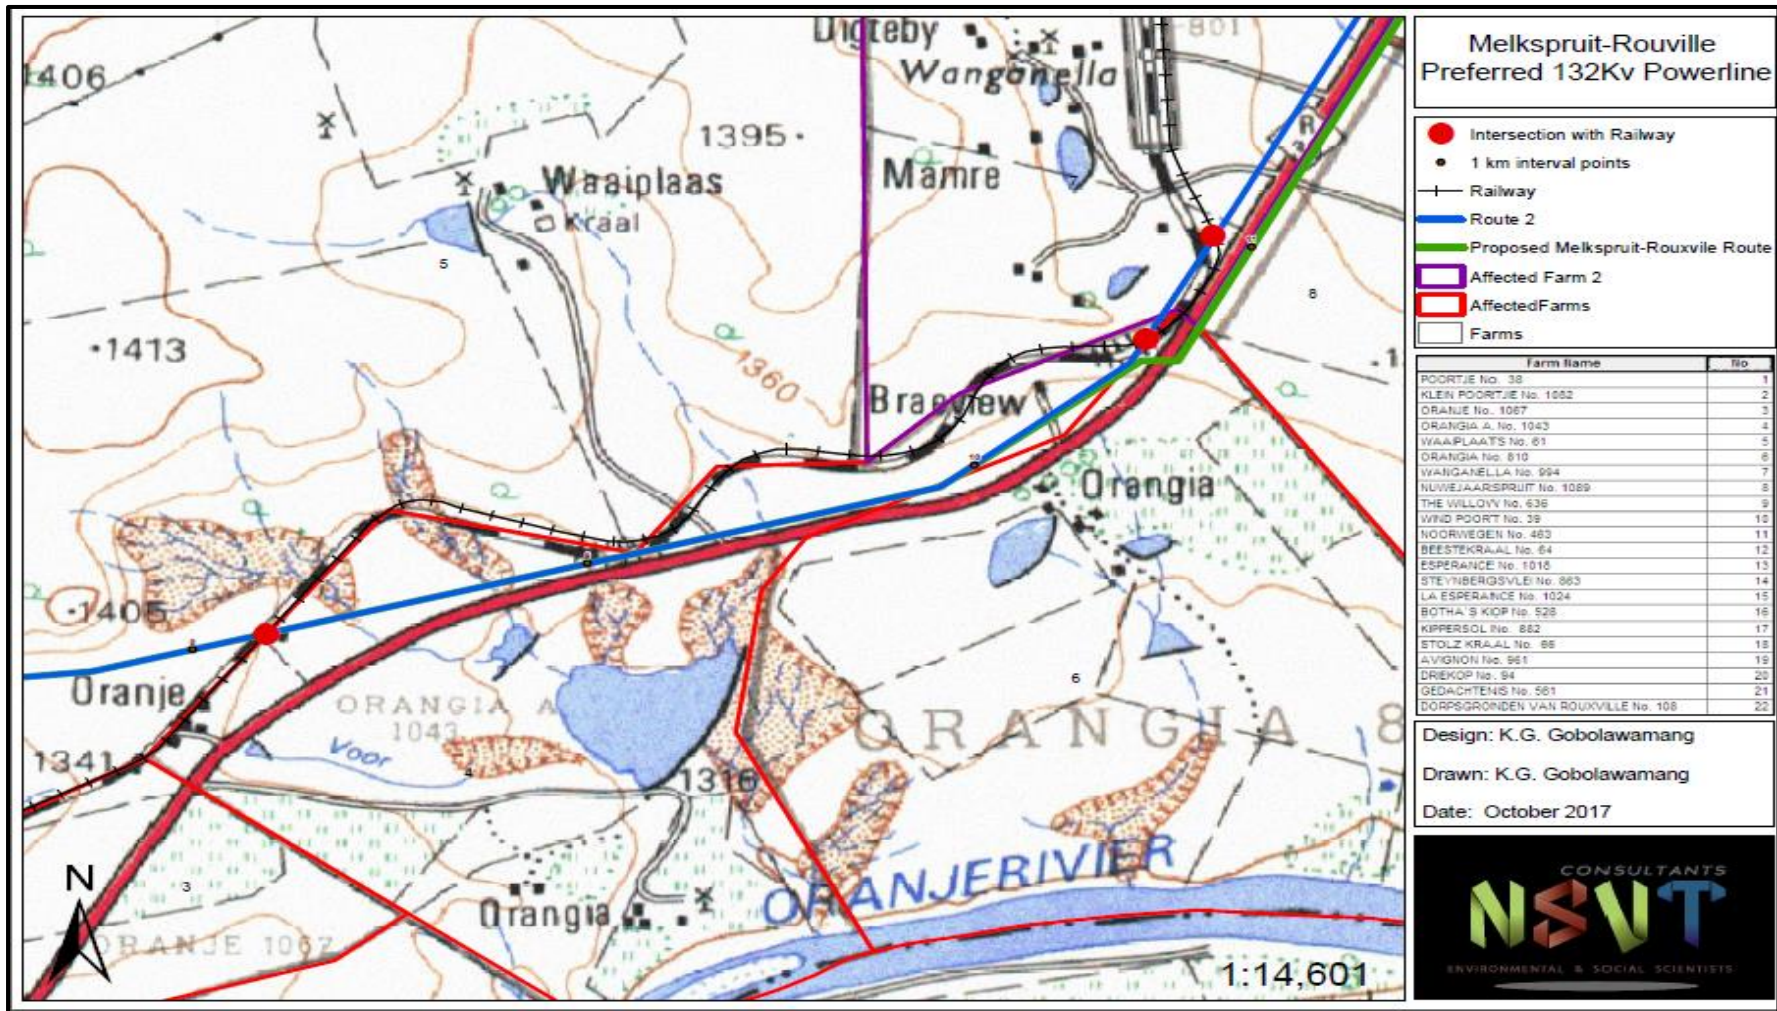 Digteby
801
Melkspruit-Rouville
Preferred 132Kv Powerline
1406
Wanganella
1395
Waaiplaas
Mamre
Kraal
R
5
8
1413
1360
Braeview
Orangia
1405
6
Oranje
ORANGIA A
1043
ORANGIA 8
1341
Voor
4
1316
N
3
Orangia
ORANJERIVIER
ORANJE 1067
1:14,601
Intersection with Railway
1 km interval points
Railway
Route 2
Proposed Melkspruit-Rouxvile Route
Affected Farm 2
AffectedFarms
Farms
Farm Name No
POORTJE No. 38 1
KLEIN POORTJIE No. 1082 2
ORANJE No. 1067 3
ORANGIA A. No. 1043 4
WAAIPLAATS No. 61 5
ORANGIA No. 810 6
WANGANELLA No. 994 7
NUWEJAARSPRUIT No. 1089 8
THE WILLOW No. 636 9
WIND POORT No. 39 10
NOORWEGEN No. 463 11
BEESTEKRAAL No. 64 12
ESPERANCE No. 1018 13
STEYNBERGSVLEI No. 863 14
LA ESPERANCE No. 1024 15
BOTHA'S KOP No. 528 16
KIPPERSOL No. 882 17
STOLZ KRAAL No. 66 18
AVIGNON No. 961 19
DRIEKOP No. 94 20
GEDACHTENIS No. 561 21
DORPSGRONDEN VAN ROUXVILLE No. 108 22
Design: K.G. Gobolawamang
Drawn: K.G. Gobolawamang
Date: October 2017
CONSULTANTS
NSVT
ENVIRONMENTAL & SOCIAL SCIENTISTS